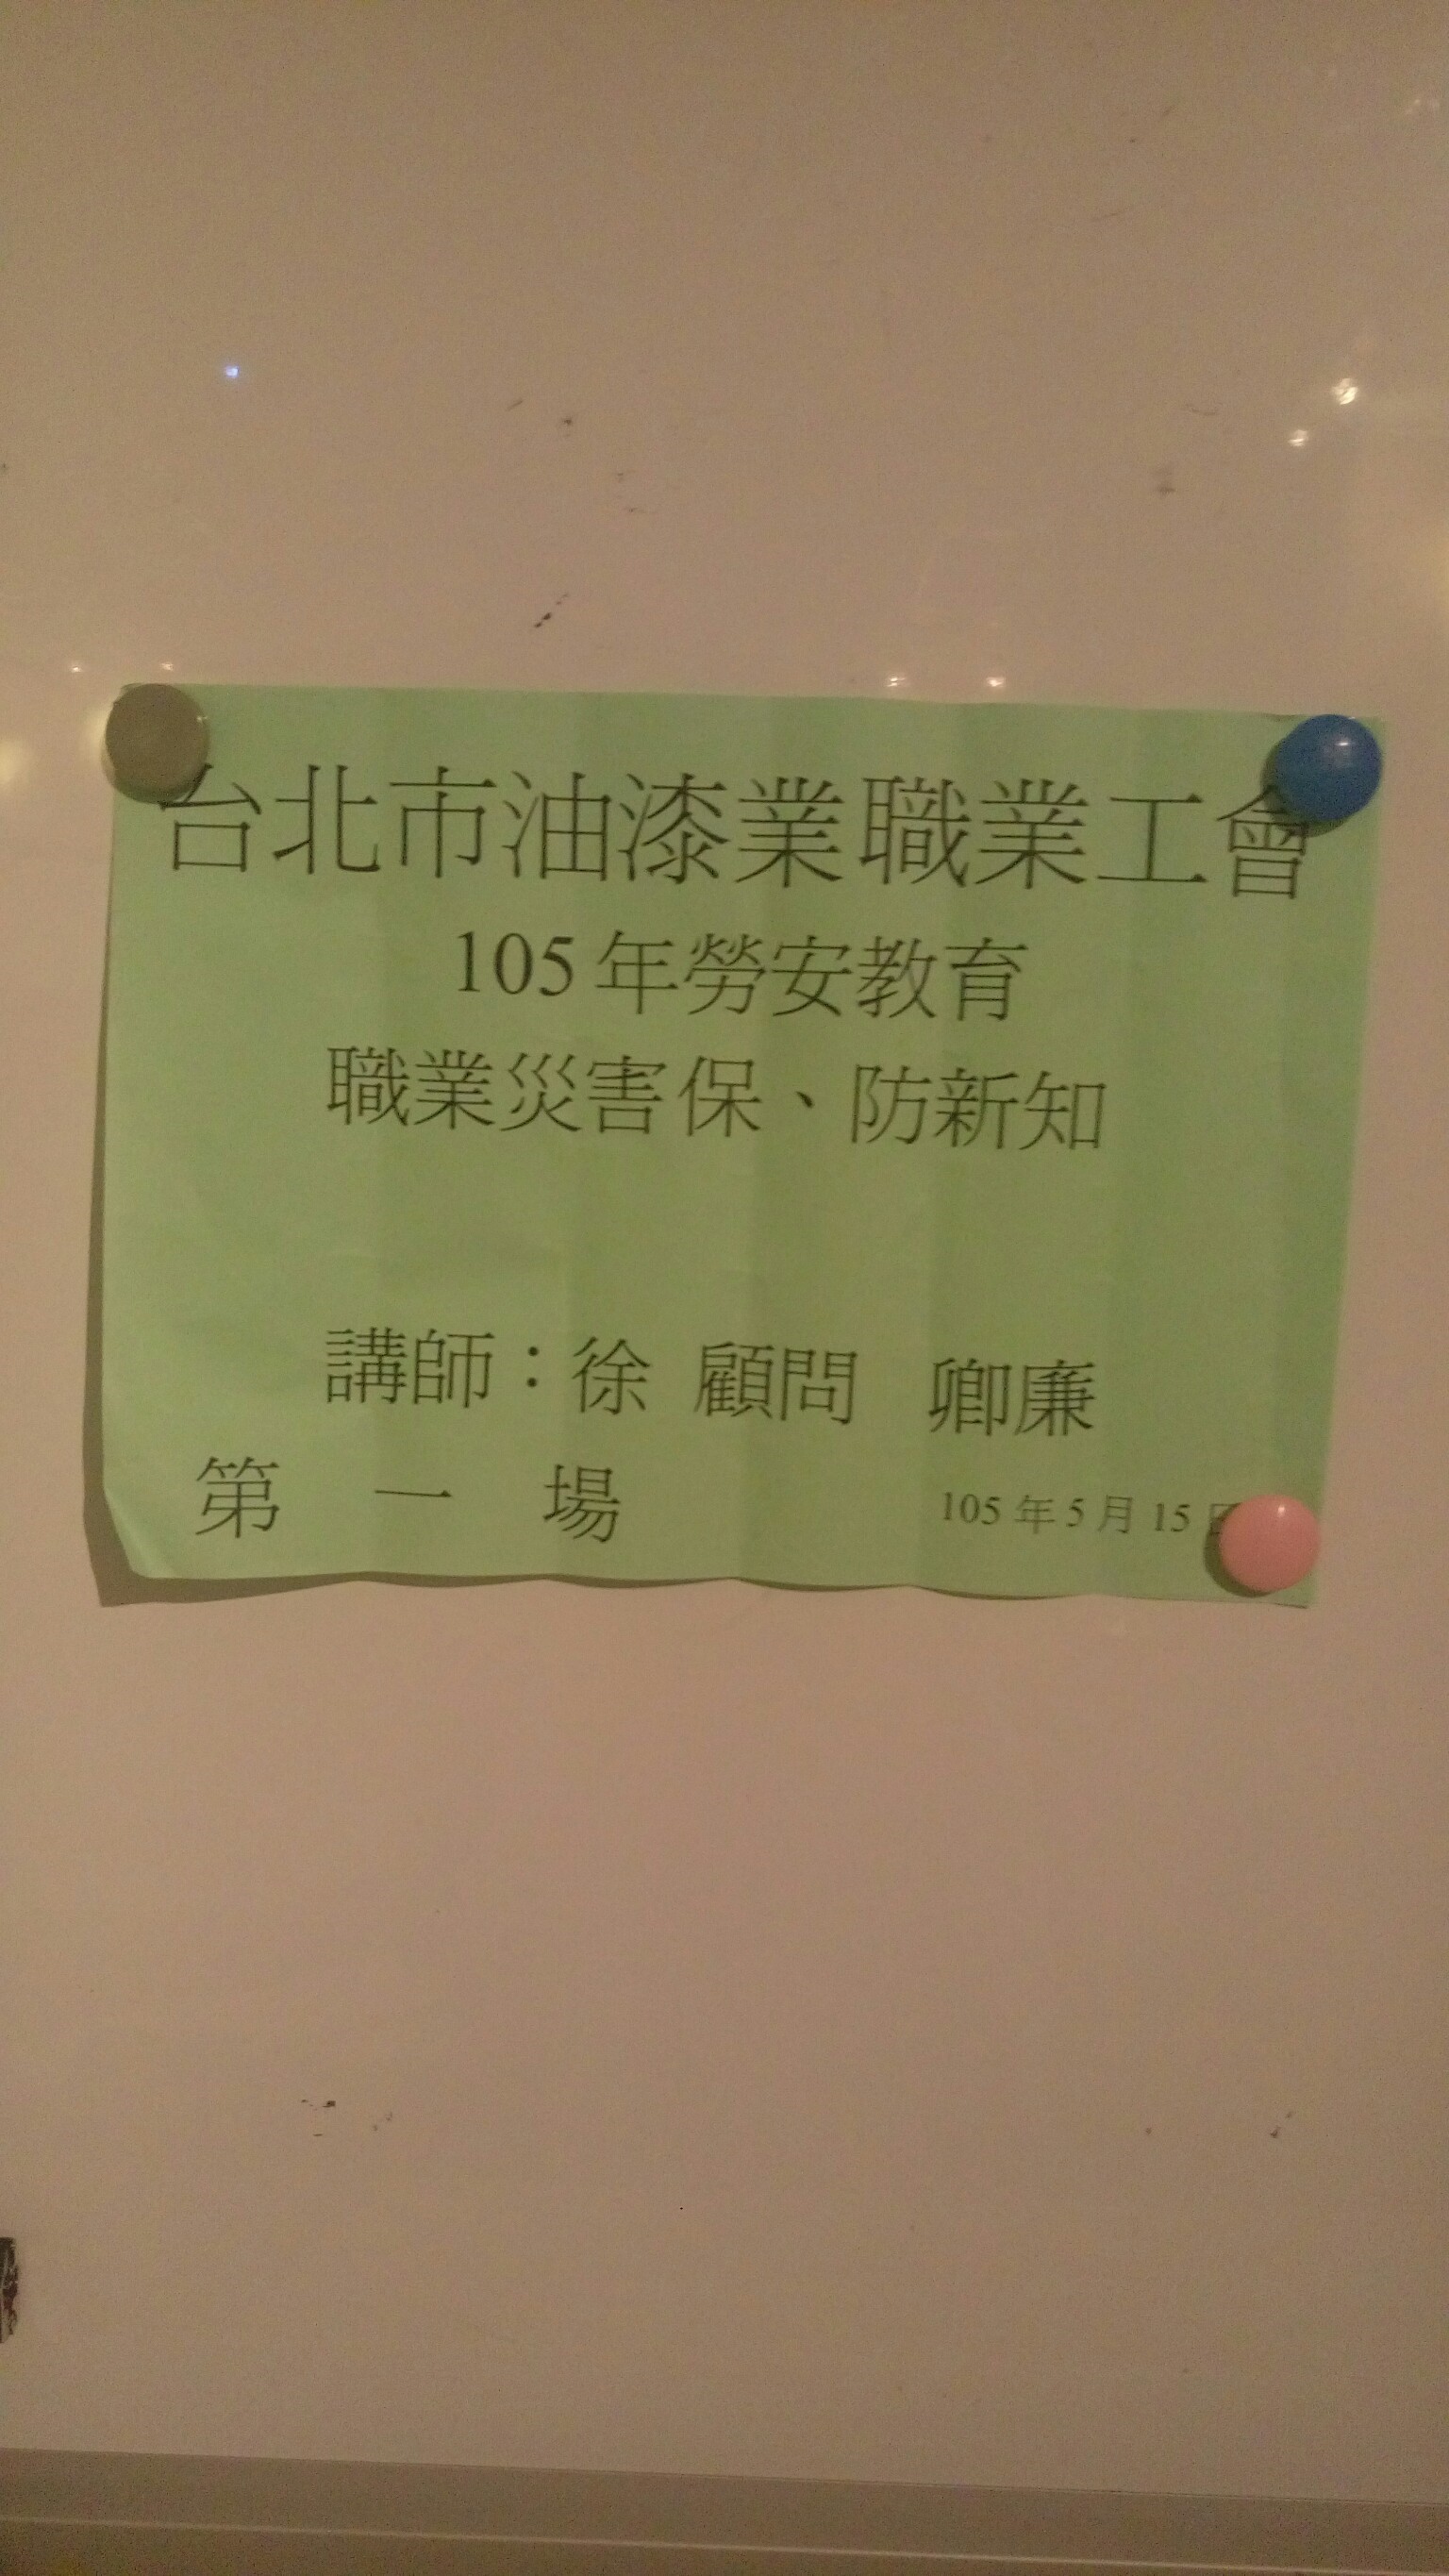 台北市油漆業職業工會
105年勞安教育
職業災害保、防新知
講師：徐 顧問 卿廉
第 一 場
105年5月15日